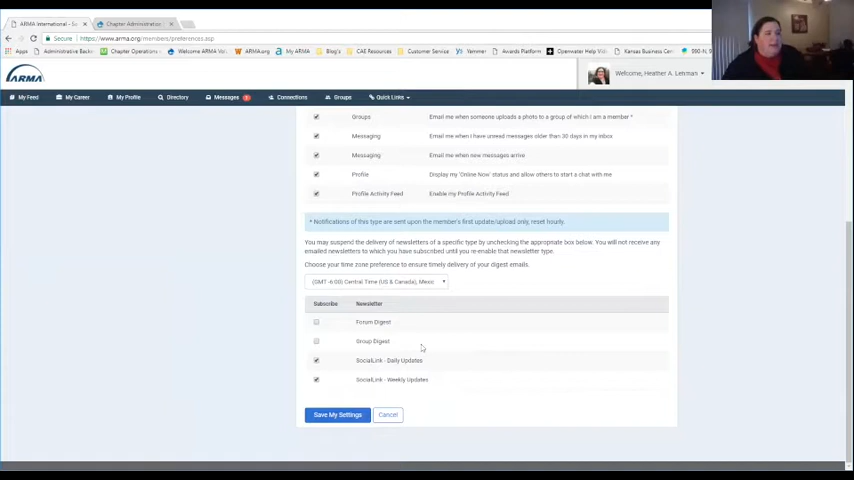 ARMA International - Se
Chapter Administration
Secure https://www.arma.org/members/preferences.asp
Apps Administrative Backe Chapter Operations Welcome ARMA Vol ARMA.org My ARMA Blog's CAE Resources Customer Service Yammer Awards Platform Openwater Help Kansas Business Cent 990-N
ARMA
Welcome, Heather A. Lehman
My Feed My Career My Profile Directory Messages Connections Groups Quick Links
Groups Email me when someone uploads a photo to a group of which I am a member *
Messaging Email me when I have unread messages older than 30 days in my inbox
Messaging Email me when new messages arrive
Profile Display my 'Online Now' status and allow others to start a chat with me
Profile Activity Feed Enable my Profile Activity Feed
* Notifications of this type are sent upon the member's first update/upload only, reset hourly.
You may suspend the delivery of newsletters of a specific type by unchecking the appropriate box below. You will not receive any
emailed newsletters to which you have subscribed until you re-enable that newsletter type.
Choose your time zone preference to ensure timely delivery of your digest emails.
(GMT -6:00) Central Time (US & Canada), Mexic
Subscribe Newsletter
Forum Digest
Group Digest
SocialLink - Daily Updates
SocialLink - Weekly Updates
Save My Settings Cancel